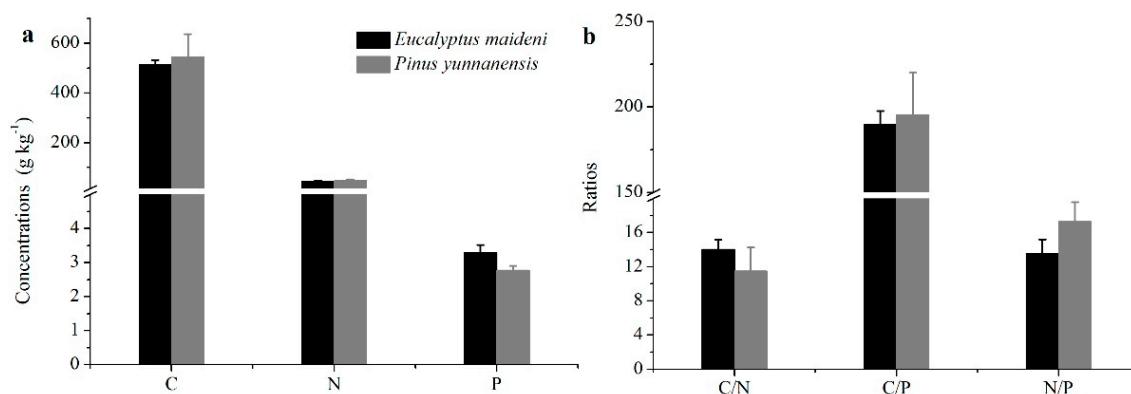 a
Eucalyptus maideni
Pinus yunnanensis
Concentrations (g kg⁻¹)
600
400
200
4
3
2
1
0
C N P
b
Ratios
250
200
150
16
12
8
4
0
C/N C/P N/P